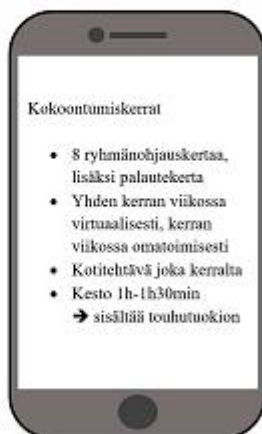 Kokoontumiskerrat
• 8 ryhmänohjauskertaa,
lisäksi palautekerta
• Yhden kerran viikossa
virtuaalisesti, kerran
viikossa omatoimisesti
• Kotitehtävä joka kerralta
• Kesto 1h-1h30min
➔ sisältää touhutuokion